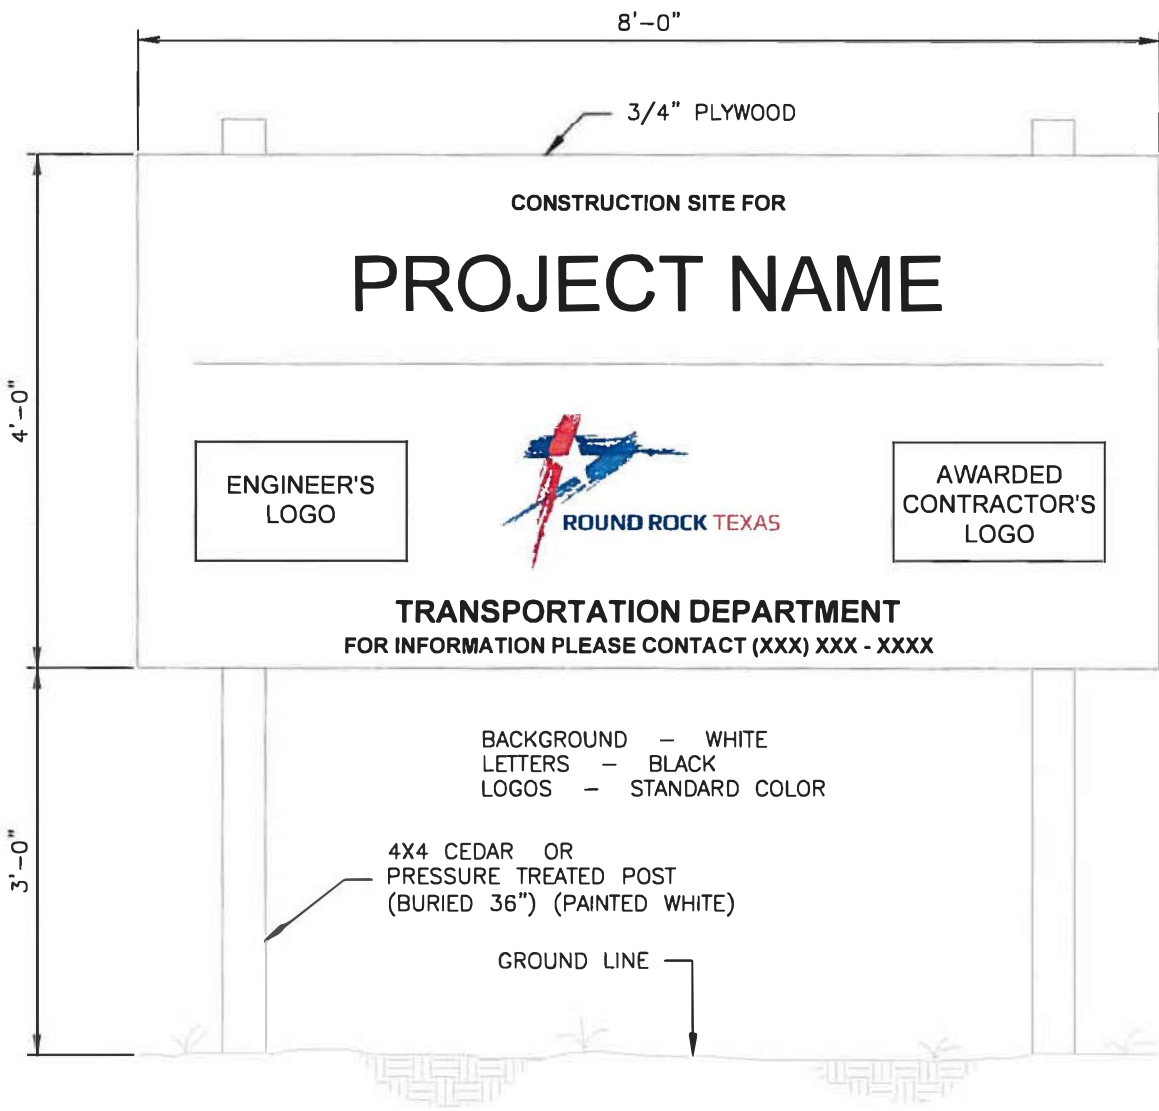 8'-0"
3/4" PLYWOOD
CONSTRUCTION SITE FOR
PROJECT NAME
4'-0"
ENGINEER'S
LOGO
ROUND ROCK TEXAS
AWARDED
CONTRACTOR'S
LOGO
TRANSPORTATION DEPARTMENT
FOR INFORMATION PLEASE CONTACT (XXX) XXX - XXXX
BACKGROUND – WHITE
LETTERS – BLACK
LOGOS – STANDARD COLOR
3'-0"
4X4 CEDAR OR
PRESSURE TREATED POST
(BURIED 36") (PAINTED WHITE)
GROUND LINE